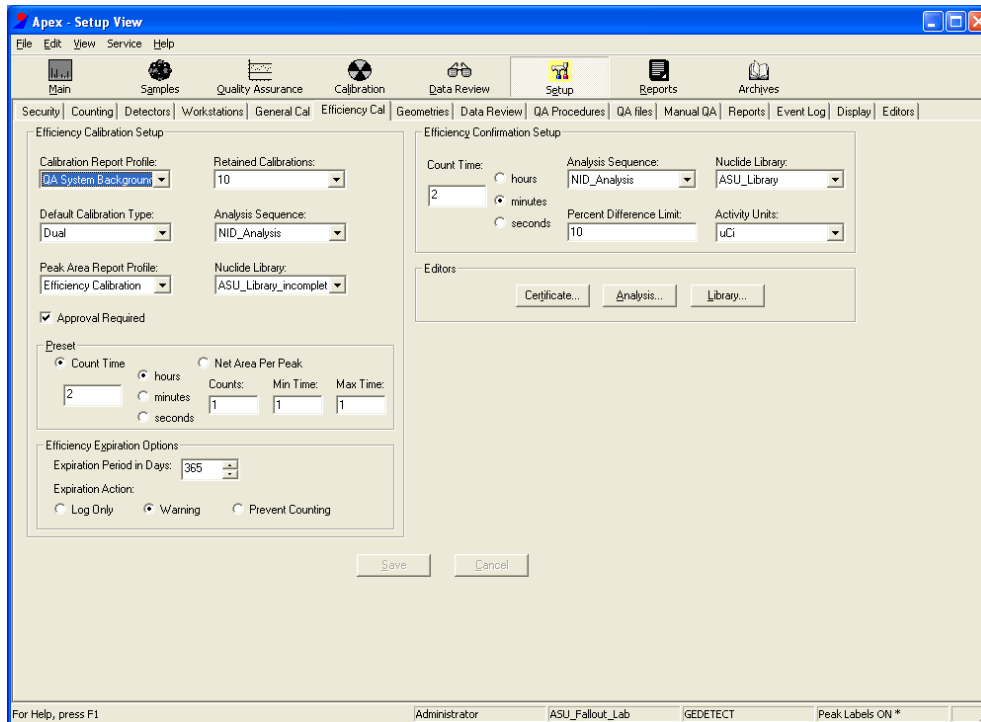 Apex - Setup View
File Edit View Service Help
Main Samples Quality Assurance Calibration Data Review Setup Reports Archives
Security Counting Detectors Workstations General Cal Efficiency Cal Geometries Data Review QA Procedures QA files Manual QA Reports Event Log Display Editors
Efficiency Calibration Setup
Calibration Report Profile: Retained Calibrations:
QA System Background 10
Default Calibration Type: Analysis Sequence:
Dual NID_Analysis
Peak Area Report Profile: Nuclide Library:
Efficiency Calibration ASU_Library_incomplet
Approval Required
Preset
Count Time Net Area Per Peak
hours Counts: Min Time: Max Time:
2 minutes 1 1 1
seconds
Efficiency Expiration Options
Expiration Period in Days: 365
Expiration Action:
Log Only Warning Prevent Counting
Efficiency Confirmation Setup
Count Time: Analysis Sequence: Nuclide Library:
hours NID_Analysis ASU_Library
2 minutes
seconds Percent Difference Limit: Activity Units:
10 uCi
Editors
Certificate... Analysis... Library...
Save Cancel
For Help, press F1 Administrator ASU_Fallout_Lab GEDETECT Peak Labels ON *